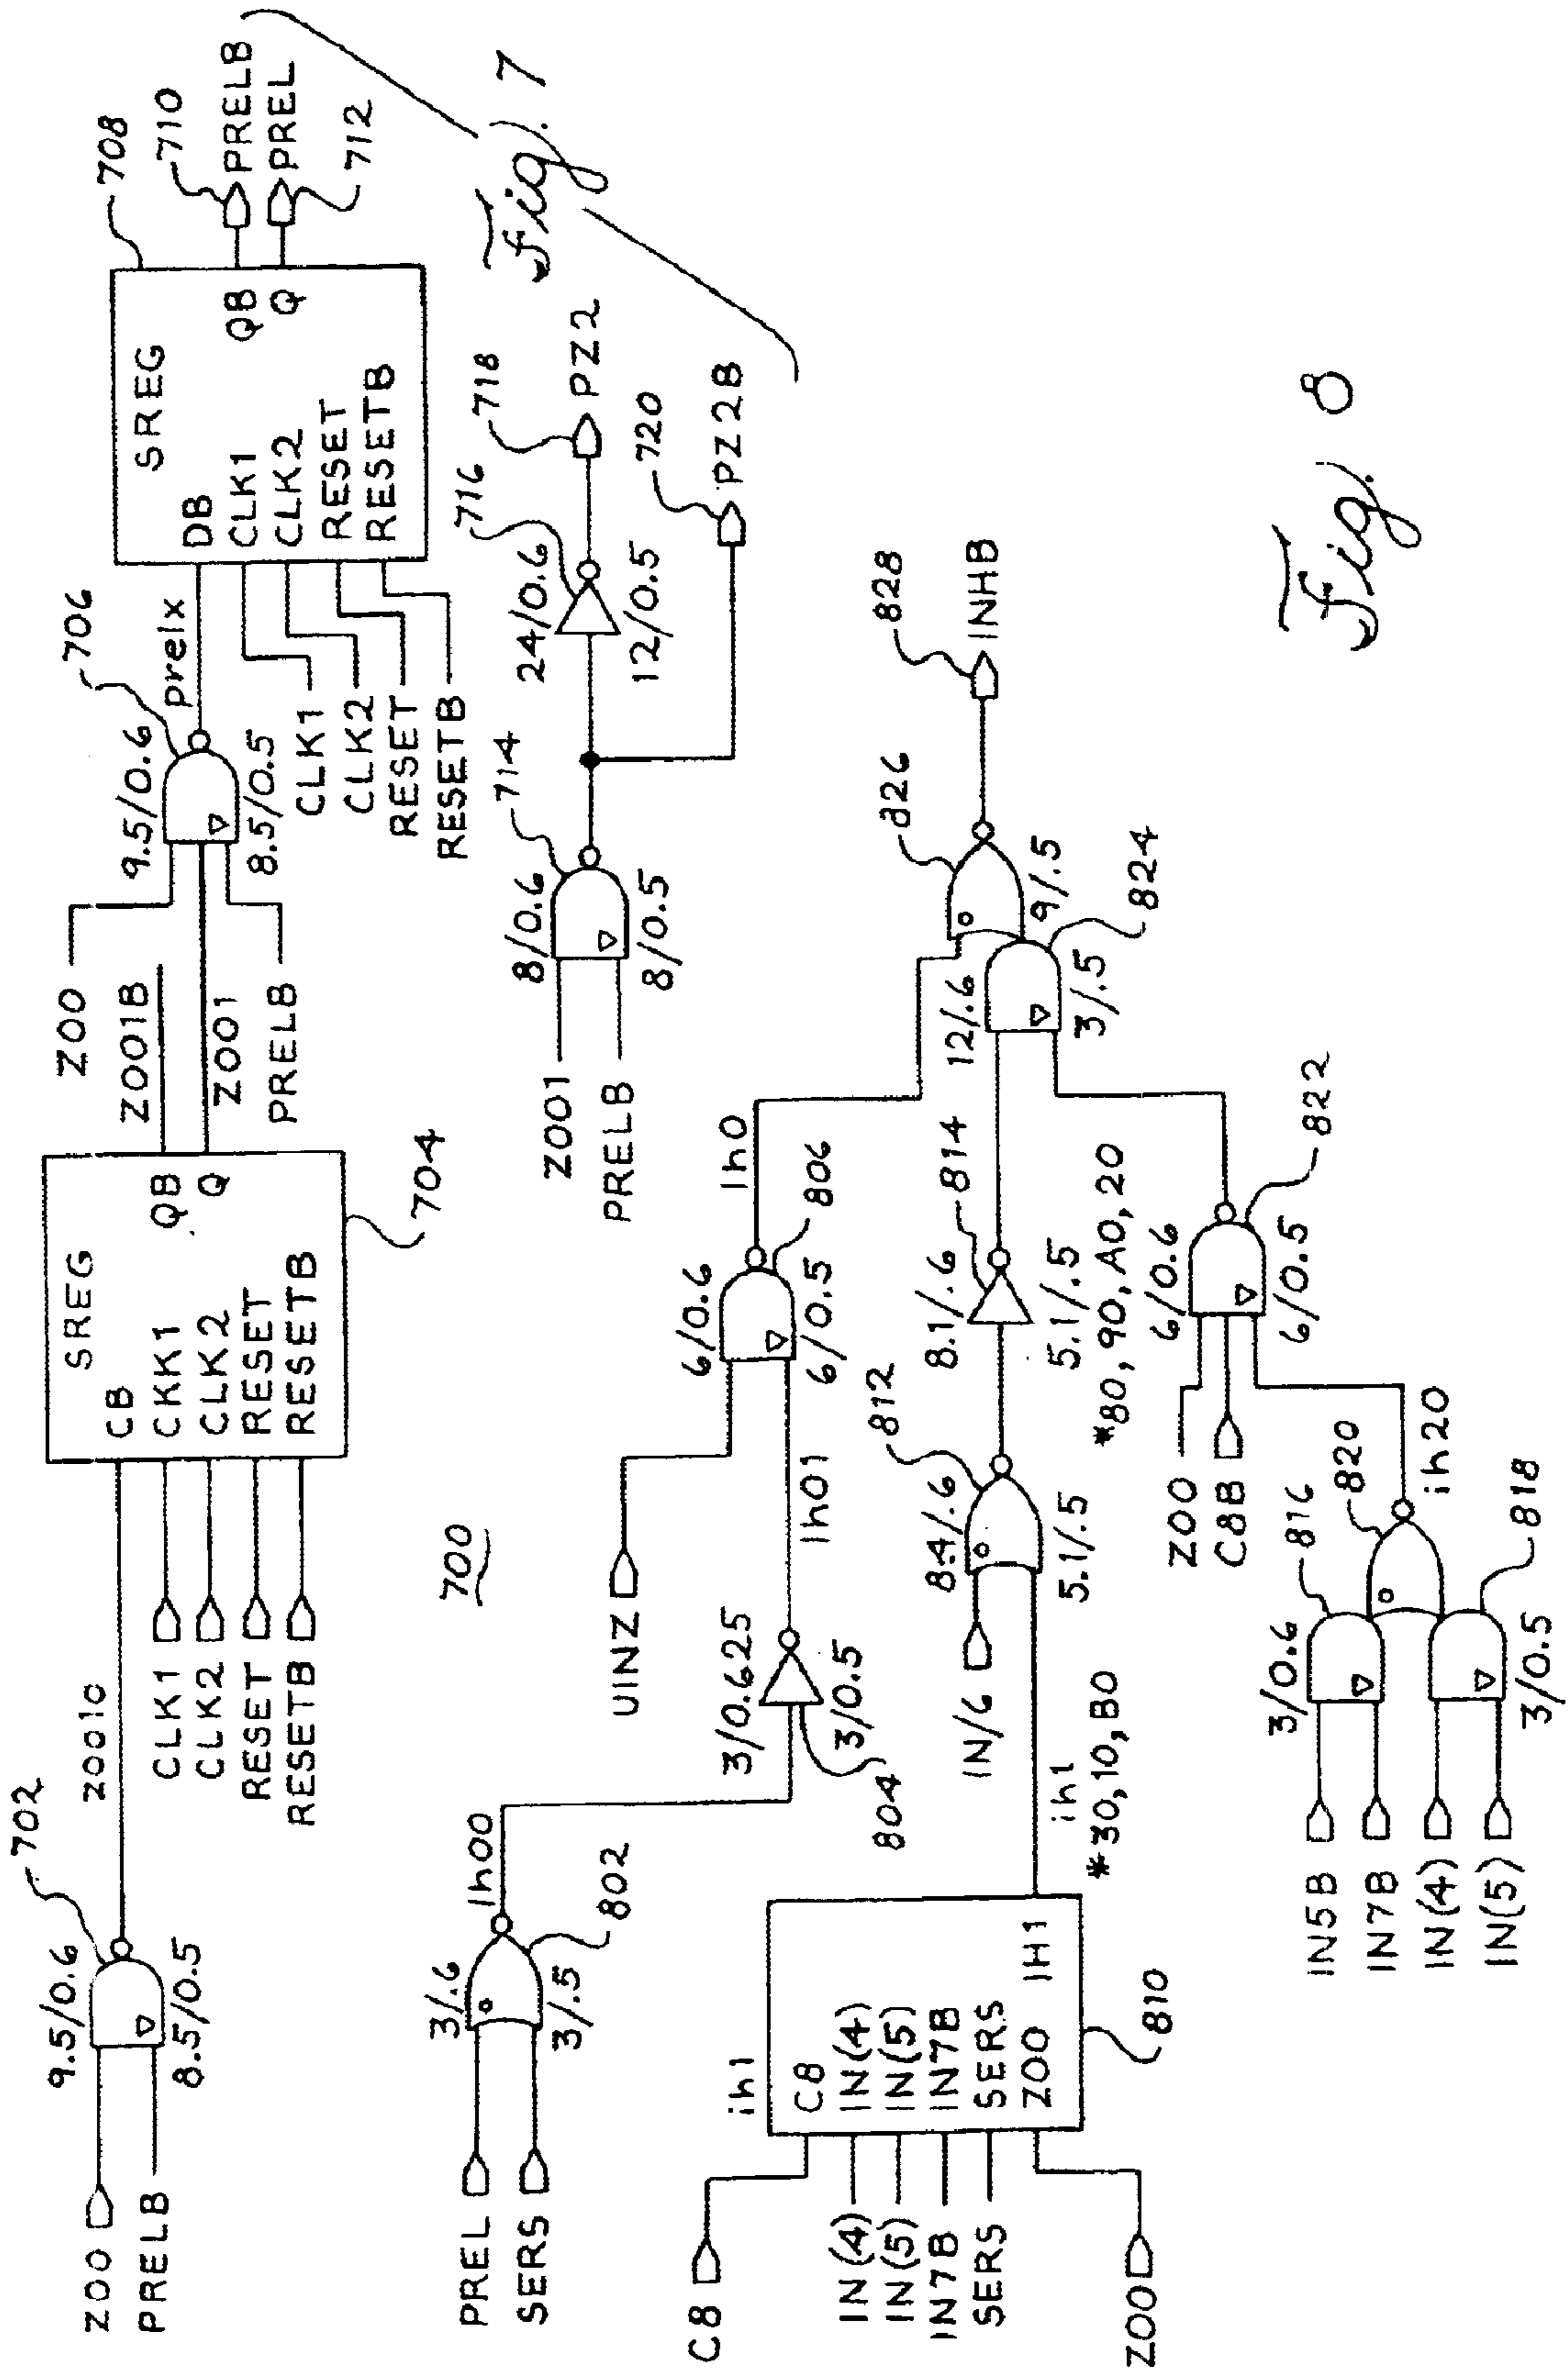 702
9.5/0.6
8.5/0.5
Z00
PRELB
z001c
CLK1
CLK2
RESET
RESETB
SREG
CB
CKK1
CLK2
RESET
RESETB
QB
Q
704
Z00
Z001B
Z001
PRELB
9.5/0.6
8.5/0.5
706
prelx
CLK1
CLK2
RESET
RESETB
SREG
DB
CLK1
CLK2
RESET
RESETB
QB
Q
708
710
PRELB
PREL
712
700
Z001
PRELB
8/0.6
8/0.5
714
24/0.6
12/0.5
716
718
PZ2
720
PZ2B
Fig. 7
PREL
SERS
3/.6
3/.5
802
1h00
3/0.625
3/0.5
804
UINZ
1h01
6/0.6
6/0.5
806
1h0
C8
IN(4)
IN(5)
IN7B
SERS
Z00
ih1
C8
IN(4)
IN(5)
IN7B
SERS
Z00
IH1
810
ih1
*30,10,B0
IN/6
8.4/.6
5.1/.5
812
8.1/.6
5.1/.5
814
*80,90,A0,20
IN5B
IN7B
IN(4)
IN(5)
3/0.6
3/0.5
816
818
820
ih20
Z00
C8B
6/0.6
6/0.5
822
12/.6
3/.5
824
826
9/.5
828
INHB
Fig. 8